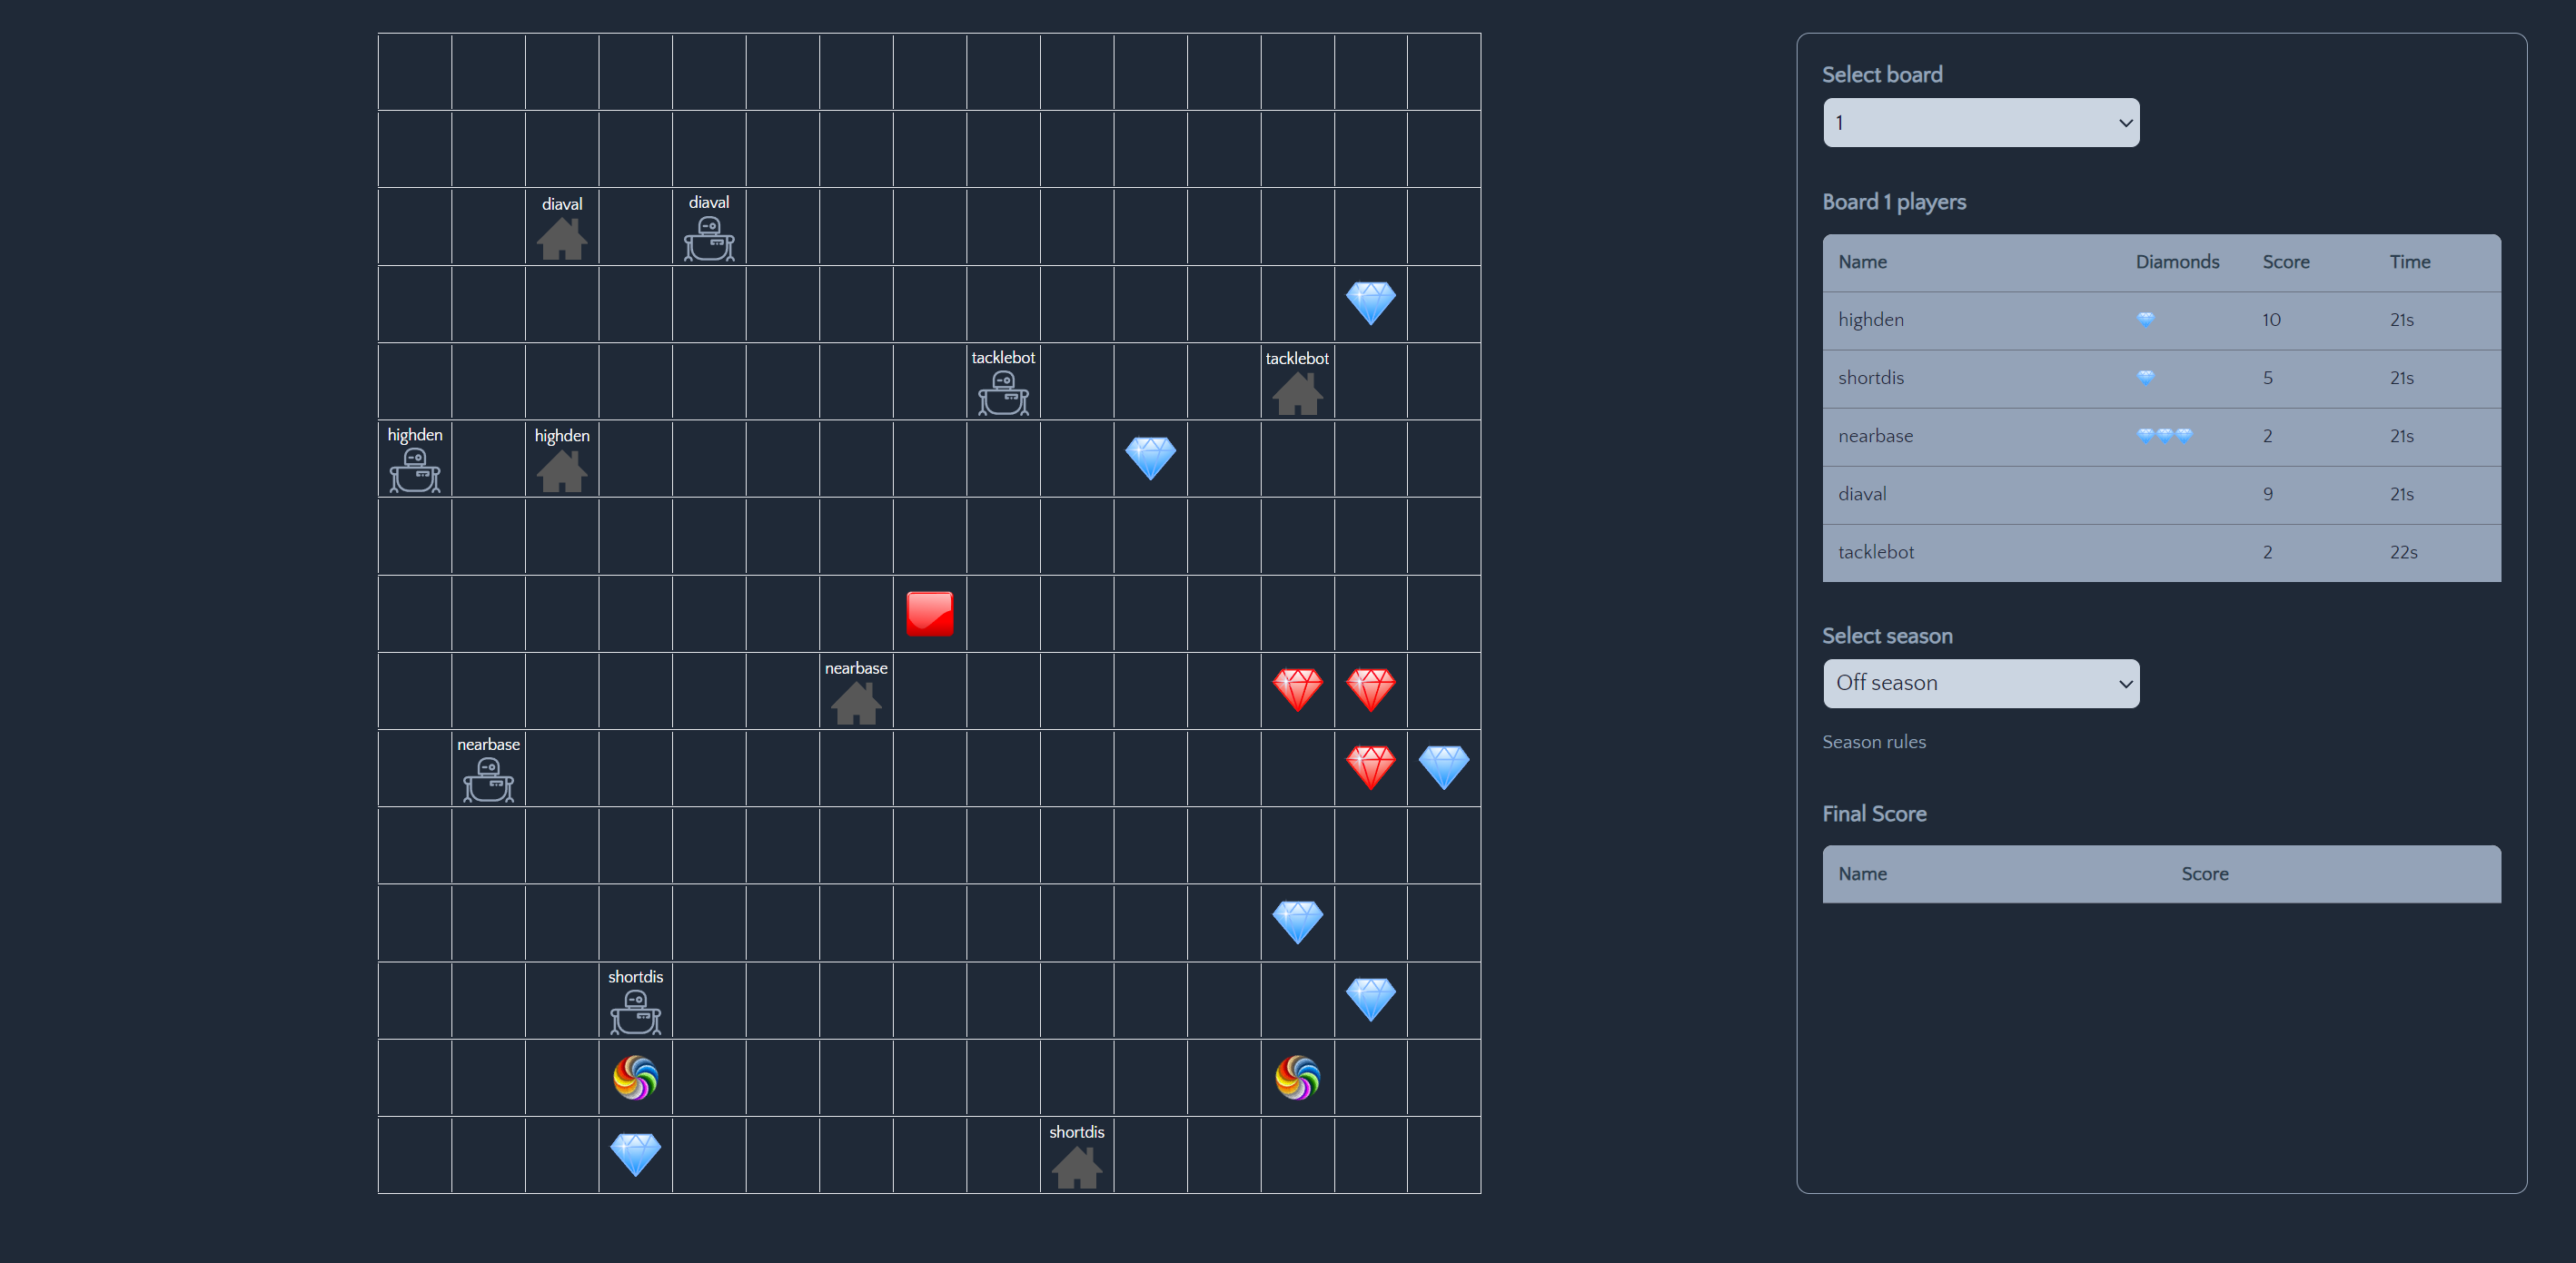 diaval
diaval
tacklebot
tacklebot
highden
highden
nearbase
nearbase
shortdis
shortdis
Select board
1
Board 1 players
Name Diamonds Score Time
highden 10 21s
shortdis 5 21s
nearbase 2 21s
diaval 9 21s
tacklebot 2 22s
Select season
Off season
Season rules
Final Score
Name Score